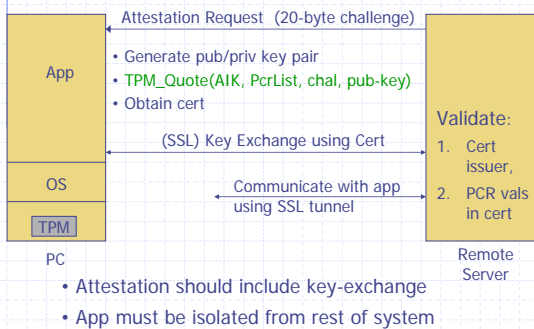 Attestation Request (20-byte challenge)
App
• Generate pub/priv key pair
• TPM_Quote(AIK, PcrList, chal, pub-key)
• Obtain cert
Validate:
1. Cert
issuer,
2. PCR vals
in cert
(SSL) Key Exchange using Cert
OS
Communicate with app
using SSL tunnel
TPM
PC
Remote
Server
• Attestation should include key-exchange
• App must be isolated from rest of system